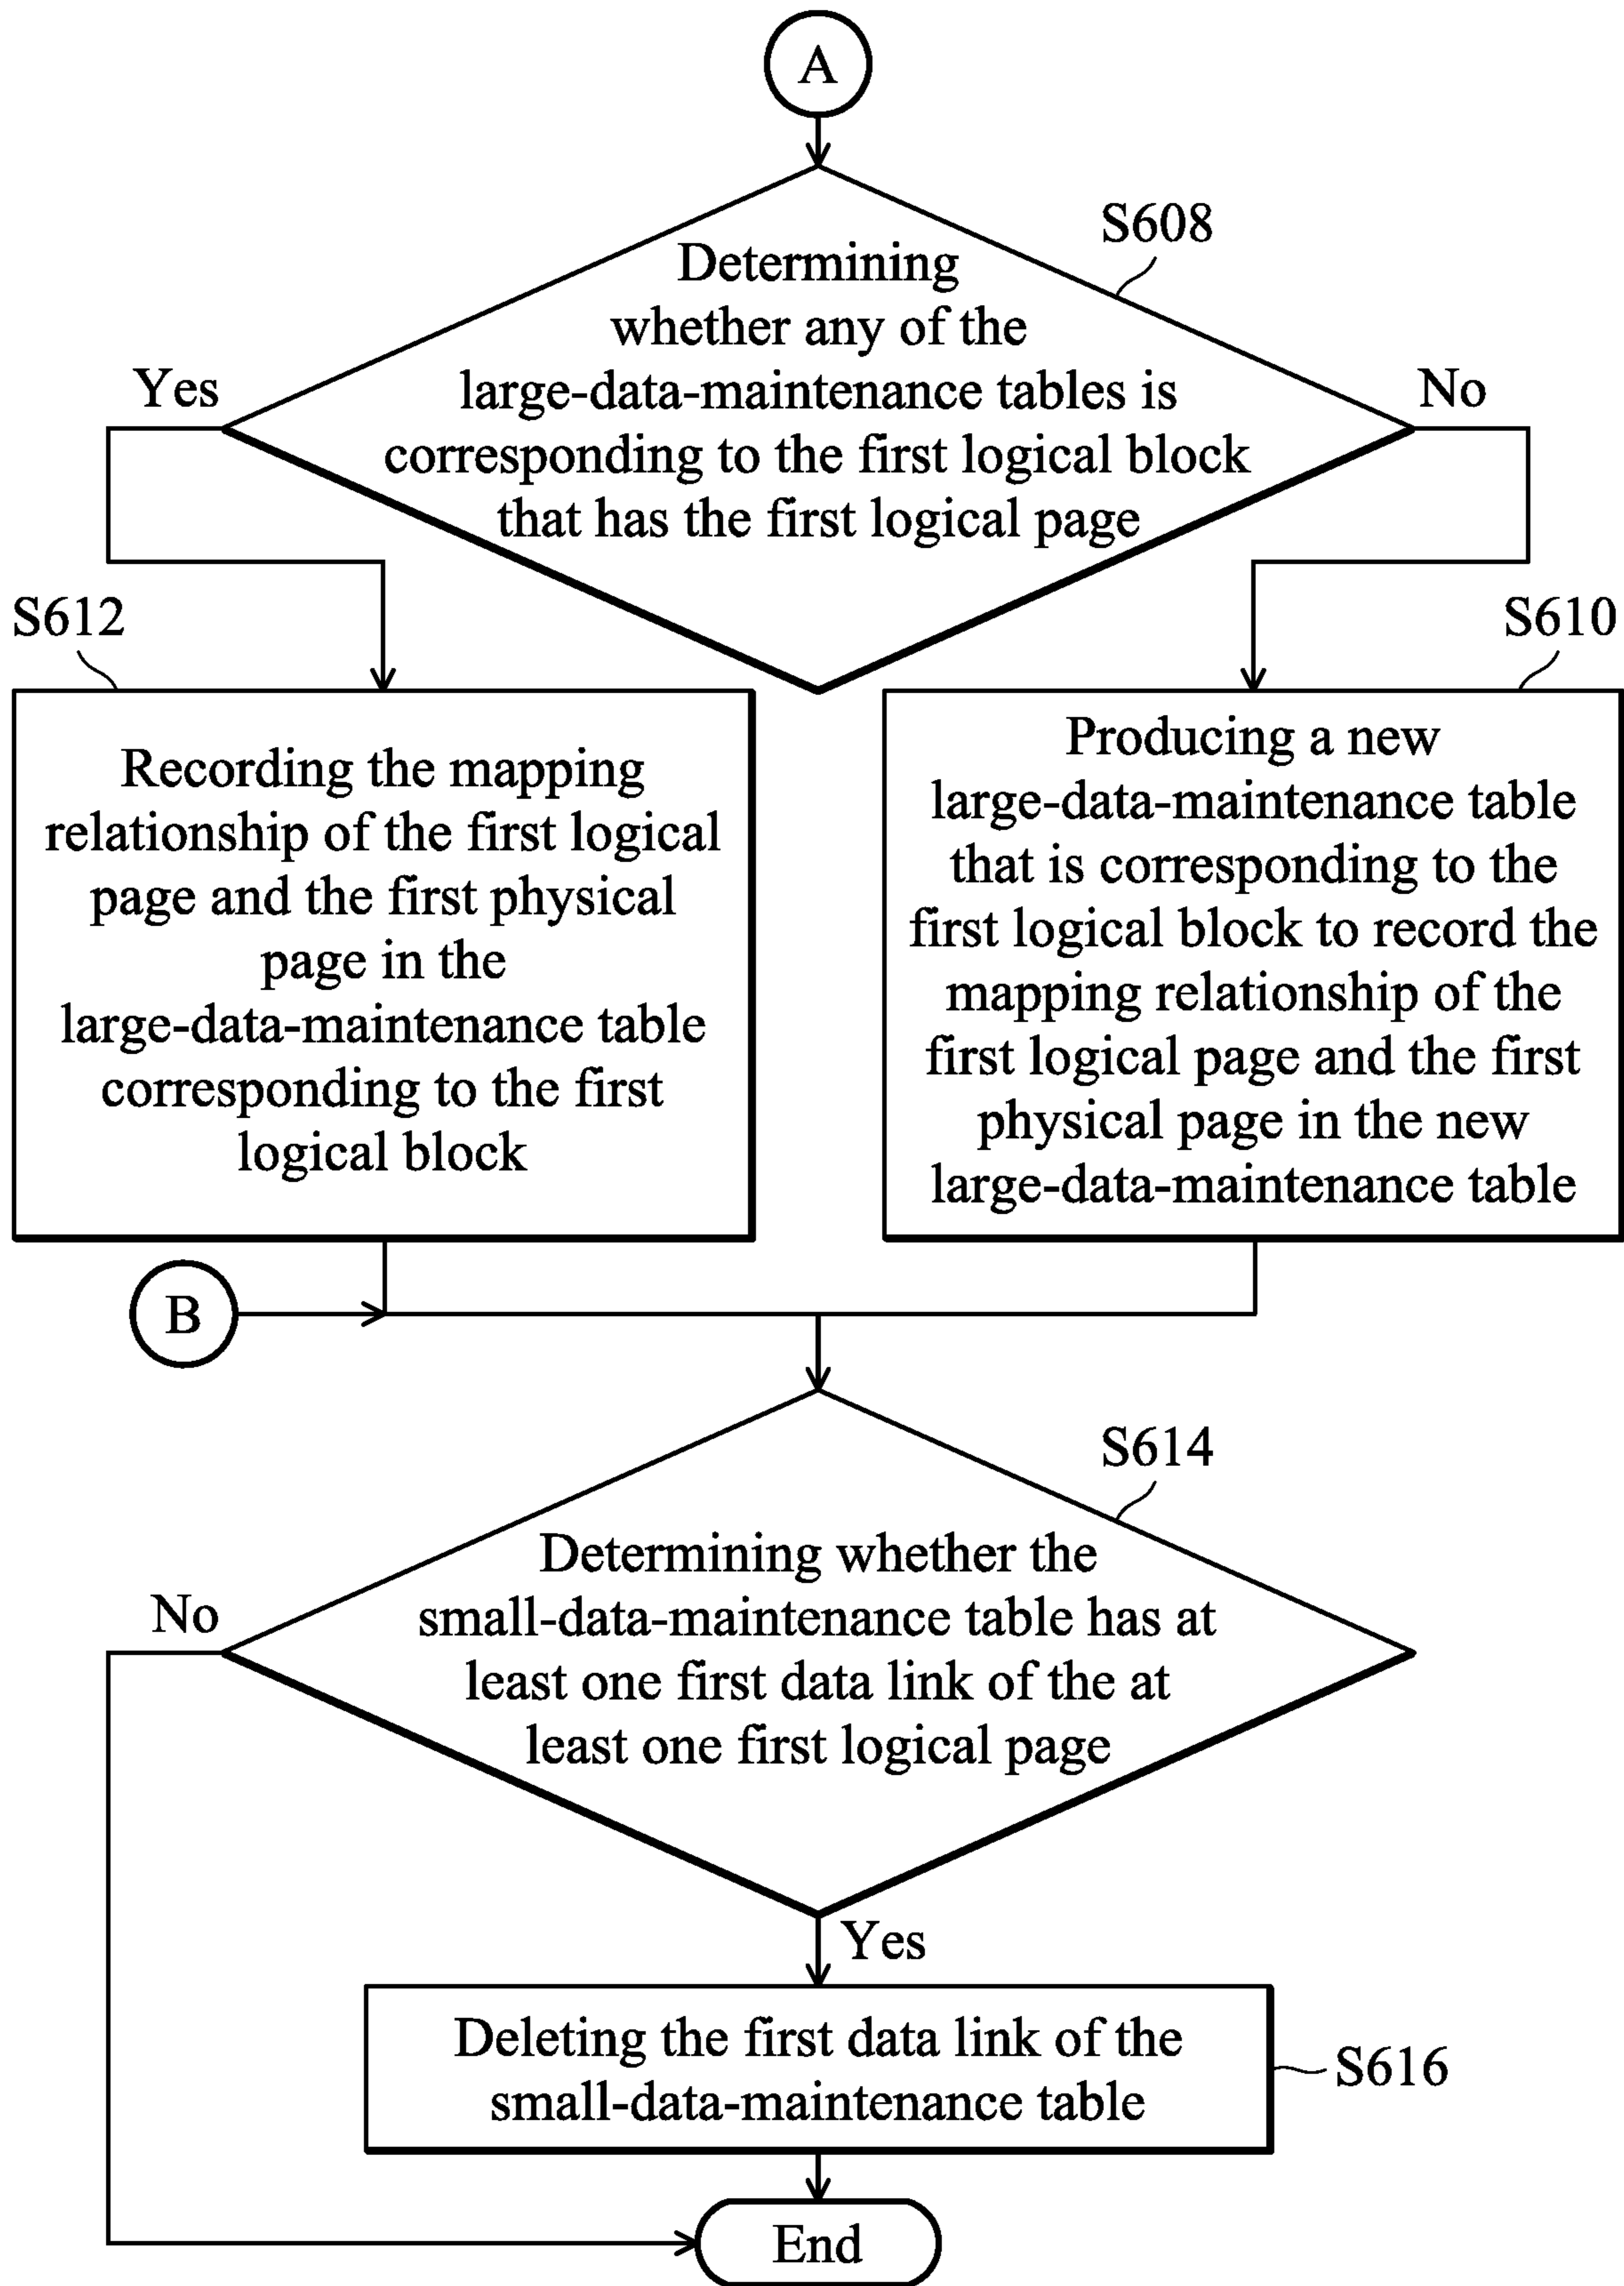 A
S608
Determining
whether any of the
large-data-maintenance tables is
corresponding to the first logical block
that has the first logical page
Yes
No
S612
Recording the mapping
relationship of the first logical
page and the first physical
page in the
large-data-maintenance table
corresponding to the first
logical block
S610
Producing a new
large-data-maintenance table
that is corresponding to the
first logical block to record the
mapping relationship of the
first logical page and the first
physical page in the new
large-data-maintenance table
B
S614
Determining whether the
small-data-maintenance table has at
least one first data link of the at
least one first logical page
No
Yes
Deleting the first data link of the
small-data-maintenance table
S616
End